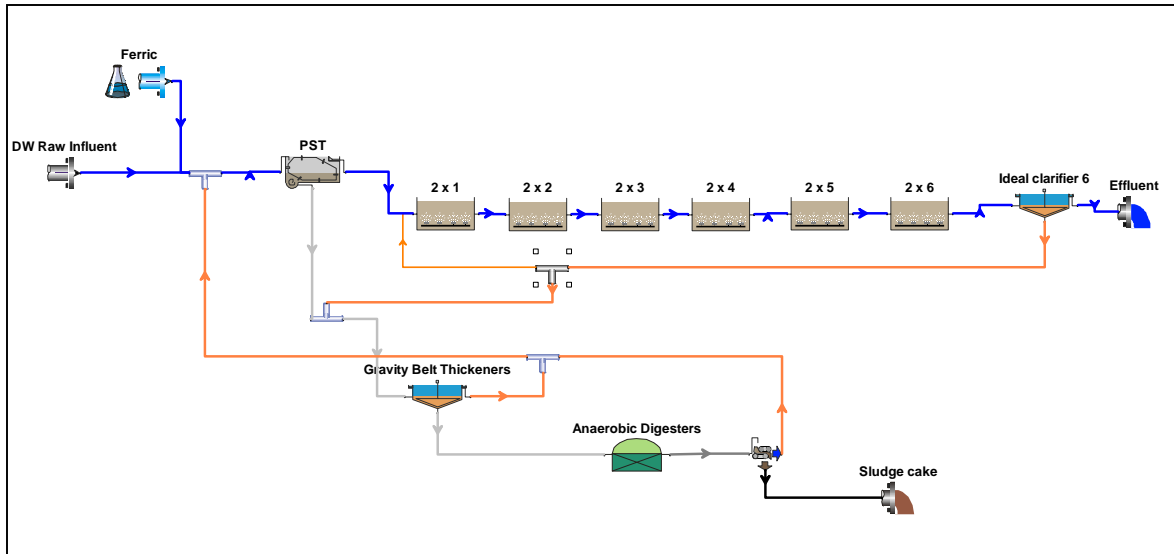 Ferric
DW Raw Influent
PST
2 x 1
2 x 2
2 x 3
2 x 4
2 x 5
2 x 6
Ideal clarifier 6
Effluent
Gravity Belt Thickeners
Anaerobic Digesters
Sludge cake